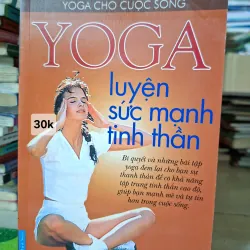 YOGA CHO CUỘC SỐNG
YOGA
luyện
sức mạnh
tinh thần
30k
Bí quyết và những bài tập
yoga đem lại cho bạn sự
thanh thản để có khả năng
tập trung tinh thần cao độ,
giúp bạn mạnh mẽ và tự tin
hơn trong cuộc sống.